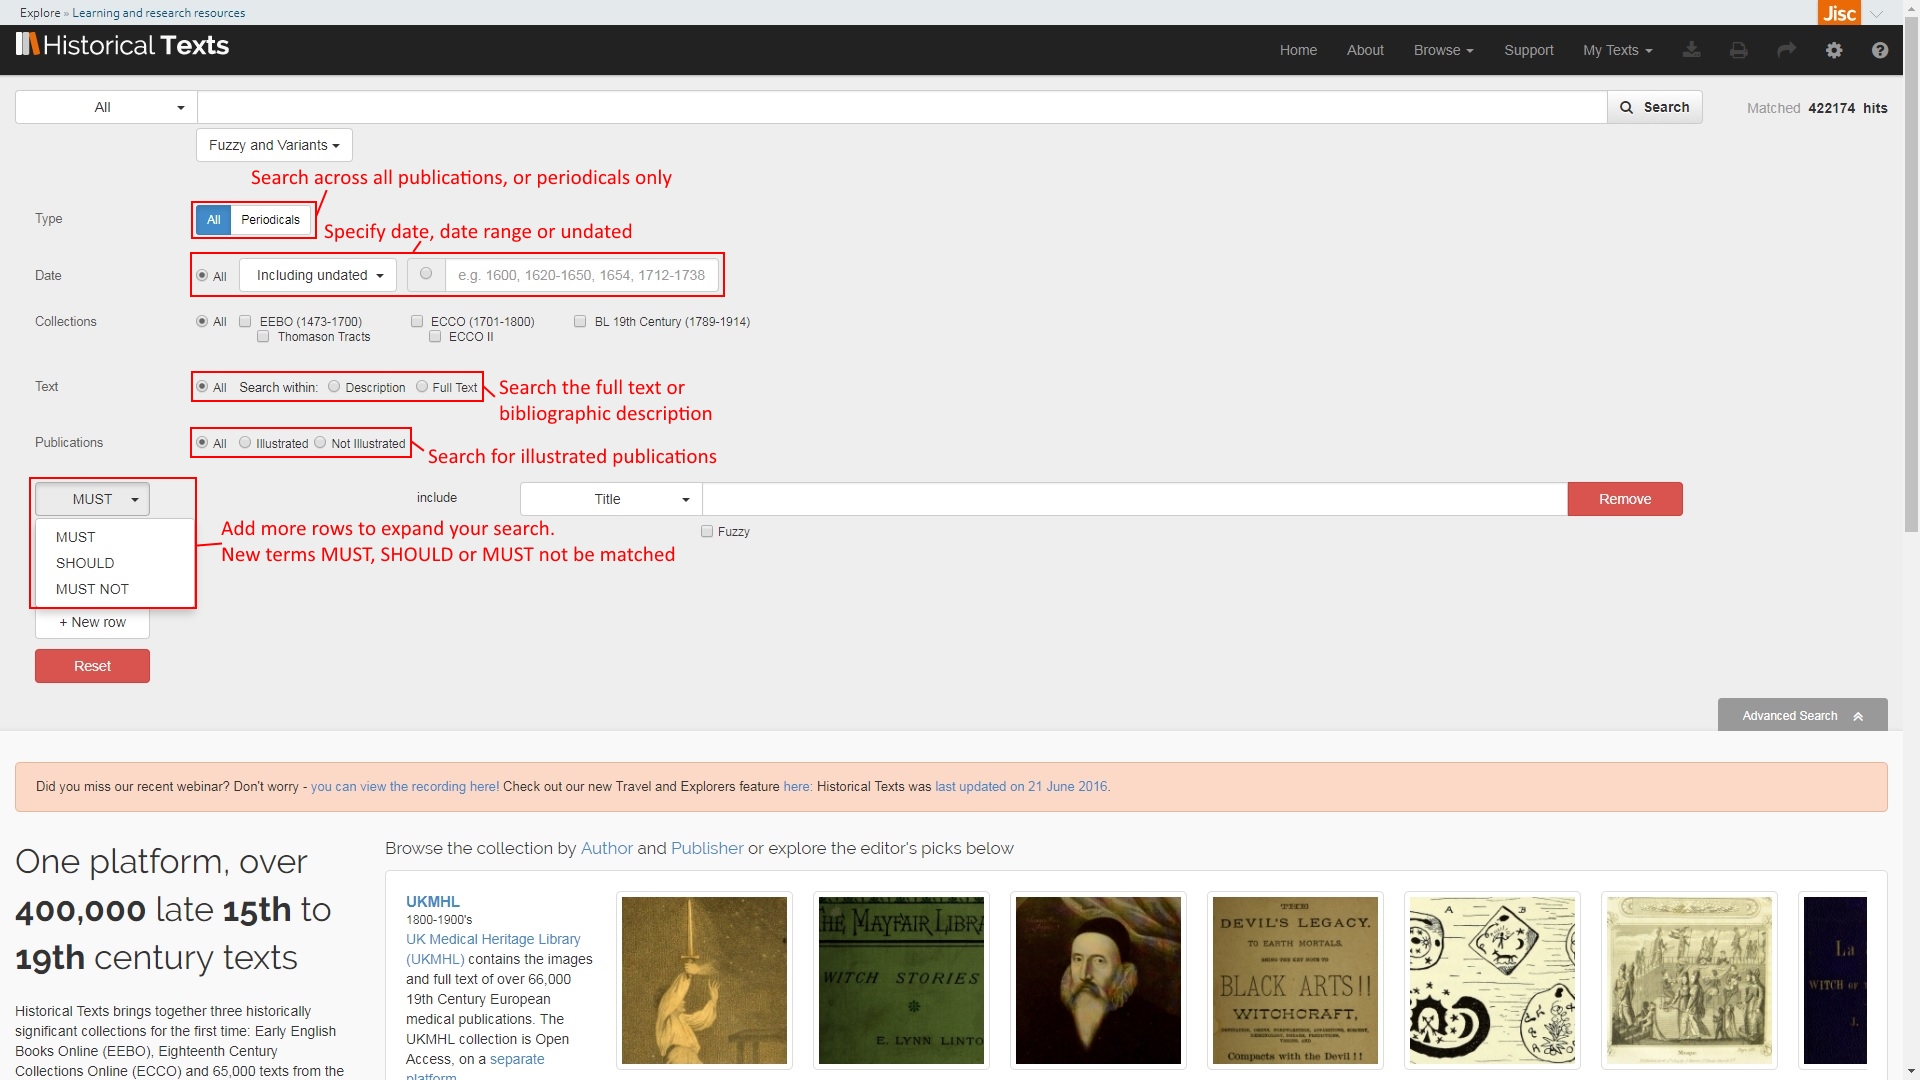 Explore » Learning and research resources
Jisc
Historical Texts
Home About Browse Support My Texts
All
Search
Matched 422174 hits
Fuzzy and Variants
Search across all publications, or periodicals only
Type
All Periodicals
Specify date, date range or undated
Date
All Including undated e.g. 1600, 1620-1650, 1654, 1712-1738
Collections All EEBO (1473-1700) ECCO (1701-1800) BL 19th Century (1789-1914)
Thomason Tracts ECCO II
Text All Search within: Description Full Text
Search the full text or
bibliographic description
Publications All Illustrated Not Illustrated
Search for illustrated publications
MUST include Title Remove
Fuzzy
MUST
SHOULD
MUST NOT
Add more rows to expand your search.
New terms MUST, SHOULD or MUST not be matched
+ New row
Reset
Advanced Search
Did you miss our recent webinar? Don't worry - you can view the recording here! Check out our new Travel and Explorers feature here: Historical Texts was last updated on 21 June 2016.
One platform, over
400,000 late 15th to
19th century texts
Historical Texts brings together three historically
significant collections for the first time: Early English
Books Online (EEBO), Eighteenth Century
Collections Online (ECCO) and 65,000 texts from the
Browse the collection by Author and Publisher or explore the editor's picks below
UKMHL
1800-1900's
UK Medical Heritage Library
(UKMHL) contains the images
and full text of over 66,000
19th Century European
medical publications. The
UKMHL collection is Open
Access, on a separate
platform
THE MAYFAIR LIBRA
WITCH STORIES
E. LYNN LINTO
THE
DEVIL'S LEGACY.
TO EARTH MORTALS.
BEING THE KEY NOTE TO
BLACK ARTS!!
WITCHCRAFT,
Compacts with the Devil!!
A B
La
WITCH OF
J.